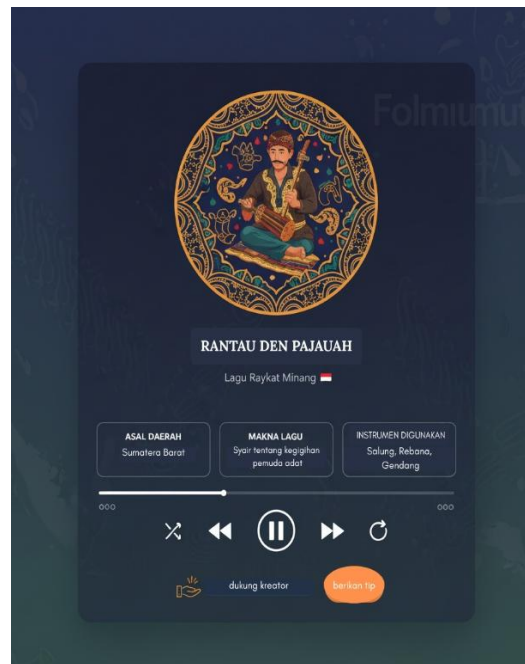 Folmiumu
RANTAU DEN PAJAUAH
Lagu Raykat Minang
ASAL DAERAH
Sumatera Barat
MAKNA LAGU
Syair tentang kegigihan
pemuda adat
INSTRUMEN DIGUNAKAN
Salung, Rebana,
Gendang
000
000
dukung kreator
berikan tip